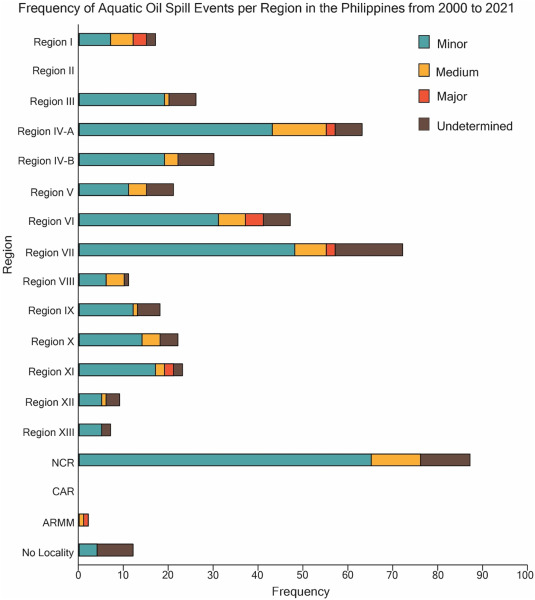 Frequency of Aquatic Oil Spill Events per Region in the Philippines from 2000 to 2021
Minor
Medium
Major
Undetermined
Region
Region I
Region II
Region III
Region IV-A
Region IV-B
Region V
Region VI
Region VII
Region VIII
Region IX
Region X
Region XI
Region XII
Region XIII
NCR
CAR
ARMM
No Locality
0 10 20 30 40 50 60 70 80 90 100
Frequency